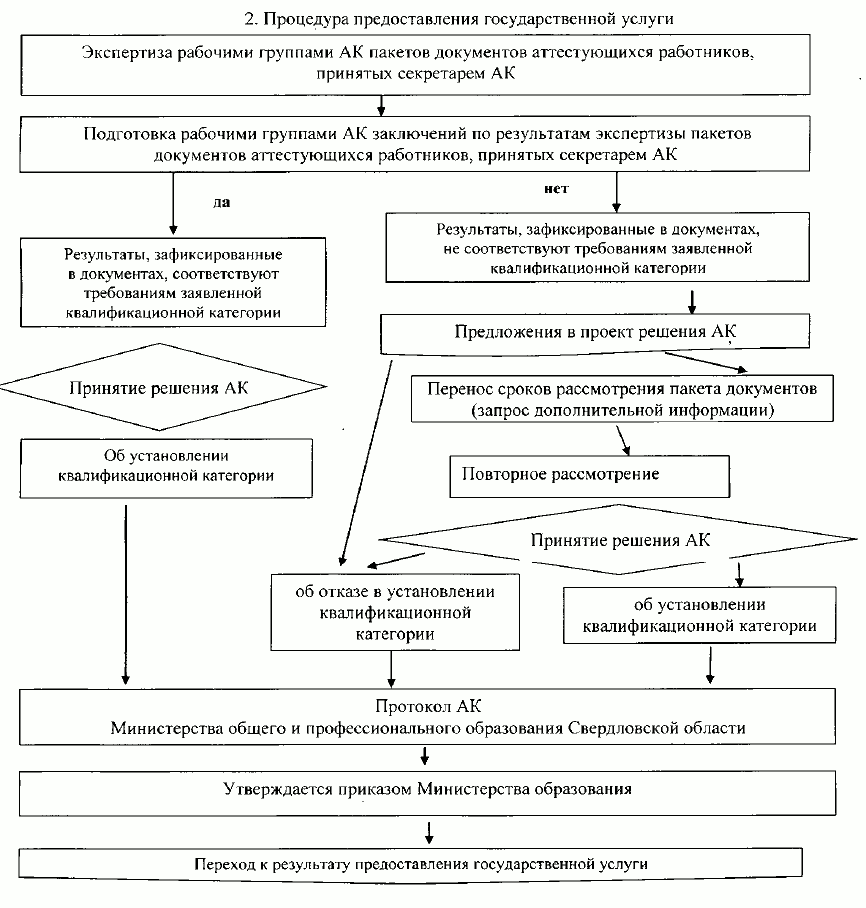 2. Процедура предоставления государственной услуги
Экспертиза рабочими группами АК пакетов документов аттестующихся работников,
принятых секретарем АК
Подготовка рабочими группами АК заключений по результатам экспертизы пакетов
документов аттестующихся работников, принятых секретарем АК
да
нет
Результаты, зафиксированные
в документах, соответствуют
требованиям заявленной
квалификационной категории
Результаты, зафиксированные в документах,
не соответствуют требованиям заявленной
квалификационной категории
Предложения в проект решения АК
Принятие решения АК
Перенос сроков рассмотрения пакета документов
(запрос дополнительной информации)
Об установлении
квалификационной категории
Повторное рассмотрение
Принятие решения АК
об отказе в установлении
квалификационной
категории
об установлении
квалификационной категории
Протокол АК
Министерства общего и профессионального образования Свердловской области
Утверждается приказом Министерства образования
Переход к результату предоставления государственной услуги